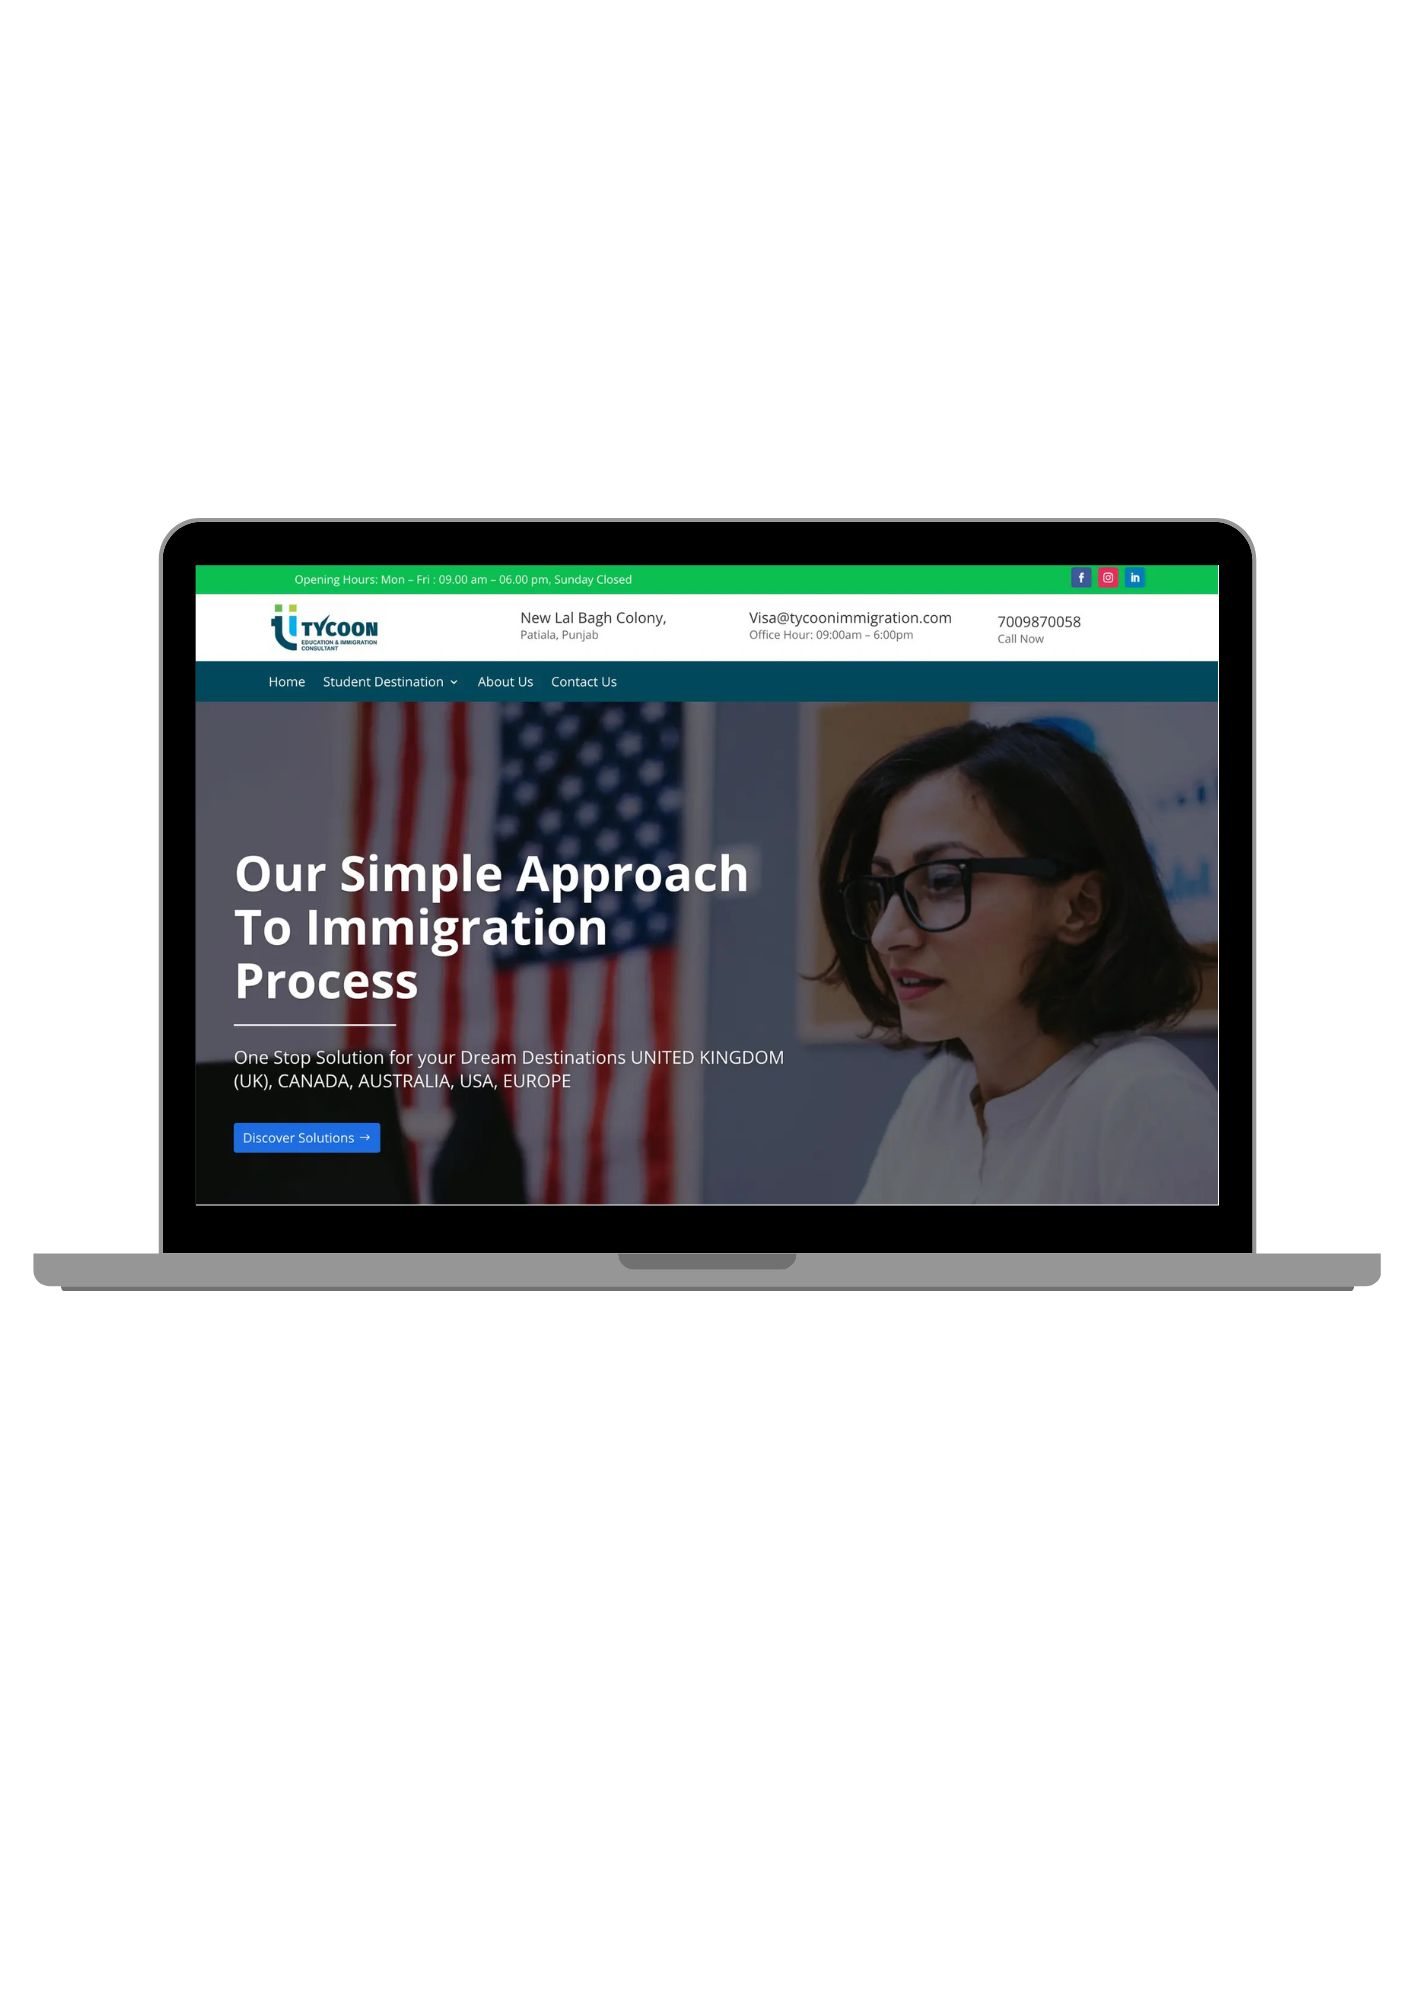 Opening Hours: Mon – Fri : 09.00 am – 06.00 pm, Sunday Closed
TYCOON
EDUCATION & IMMIGRATION
CONSULTANT
New Lal Bagh Colony,
Patiala, Punjab
Visa@tycoonimmigration.com
Office Hour: 09:00am – 6:00pm
7009870058
Call Now
Home Student Destination About Us Contact Us
Our Simple Approach
To Immigration
Process
One Stop Solution for your Dream Destinations UNITED KINGDOM
(UK), CANADA, AUSTRALIA, USA, EUROPE
Discover Solutions →